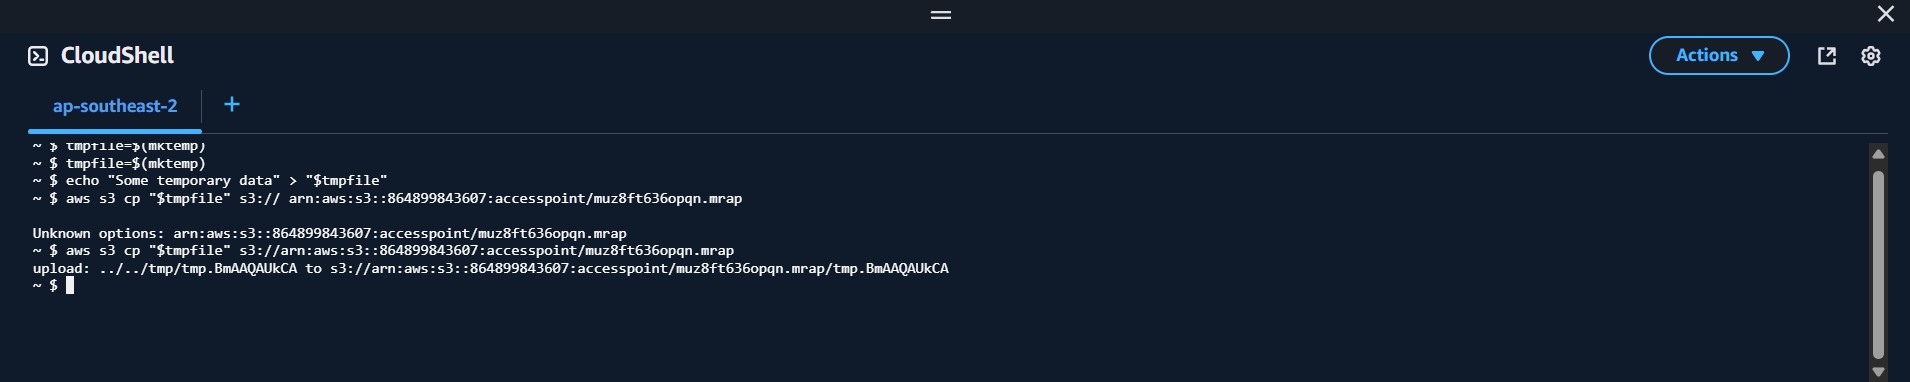 CloudShell
Actions
ap-southeast-2
~ $ tmpfile=$(mktemp)
~ $ tmpfile=$(mktemp)
~ $ echo "Some temporary data" > "$tmpfile"
~ $ aws s3 cp "$tmpfile" s3:// arn:aws:s3::864899843607:accesspoint/muz8ft636opqn.mrap
Unknown options: arn:aws:s3::864899843607:accesspoint/muz8ft636opqn.mrap
~ $ aws s3 cp "$tmpfile" s3://arn:aws:s3::864899843607:accesspoint/muz8ft636opqn.mrap
upload: ../../tmp/tmp.BmAAQAUkCA to s3://arn:aws:s3::864899843607:accesspoint/muz8ft636opqn.mrap/tmp.BmAAQAUkCA
~ $